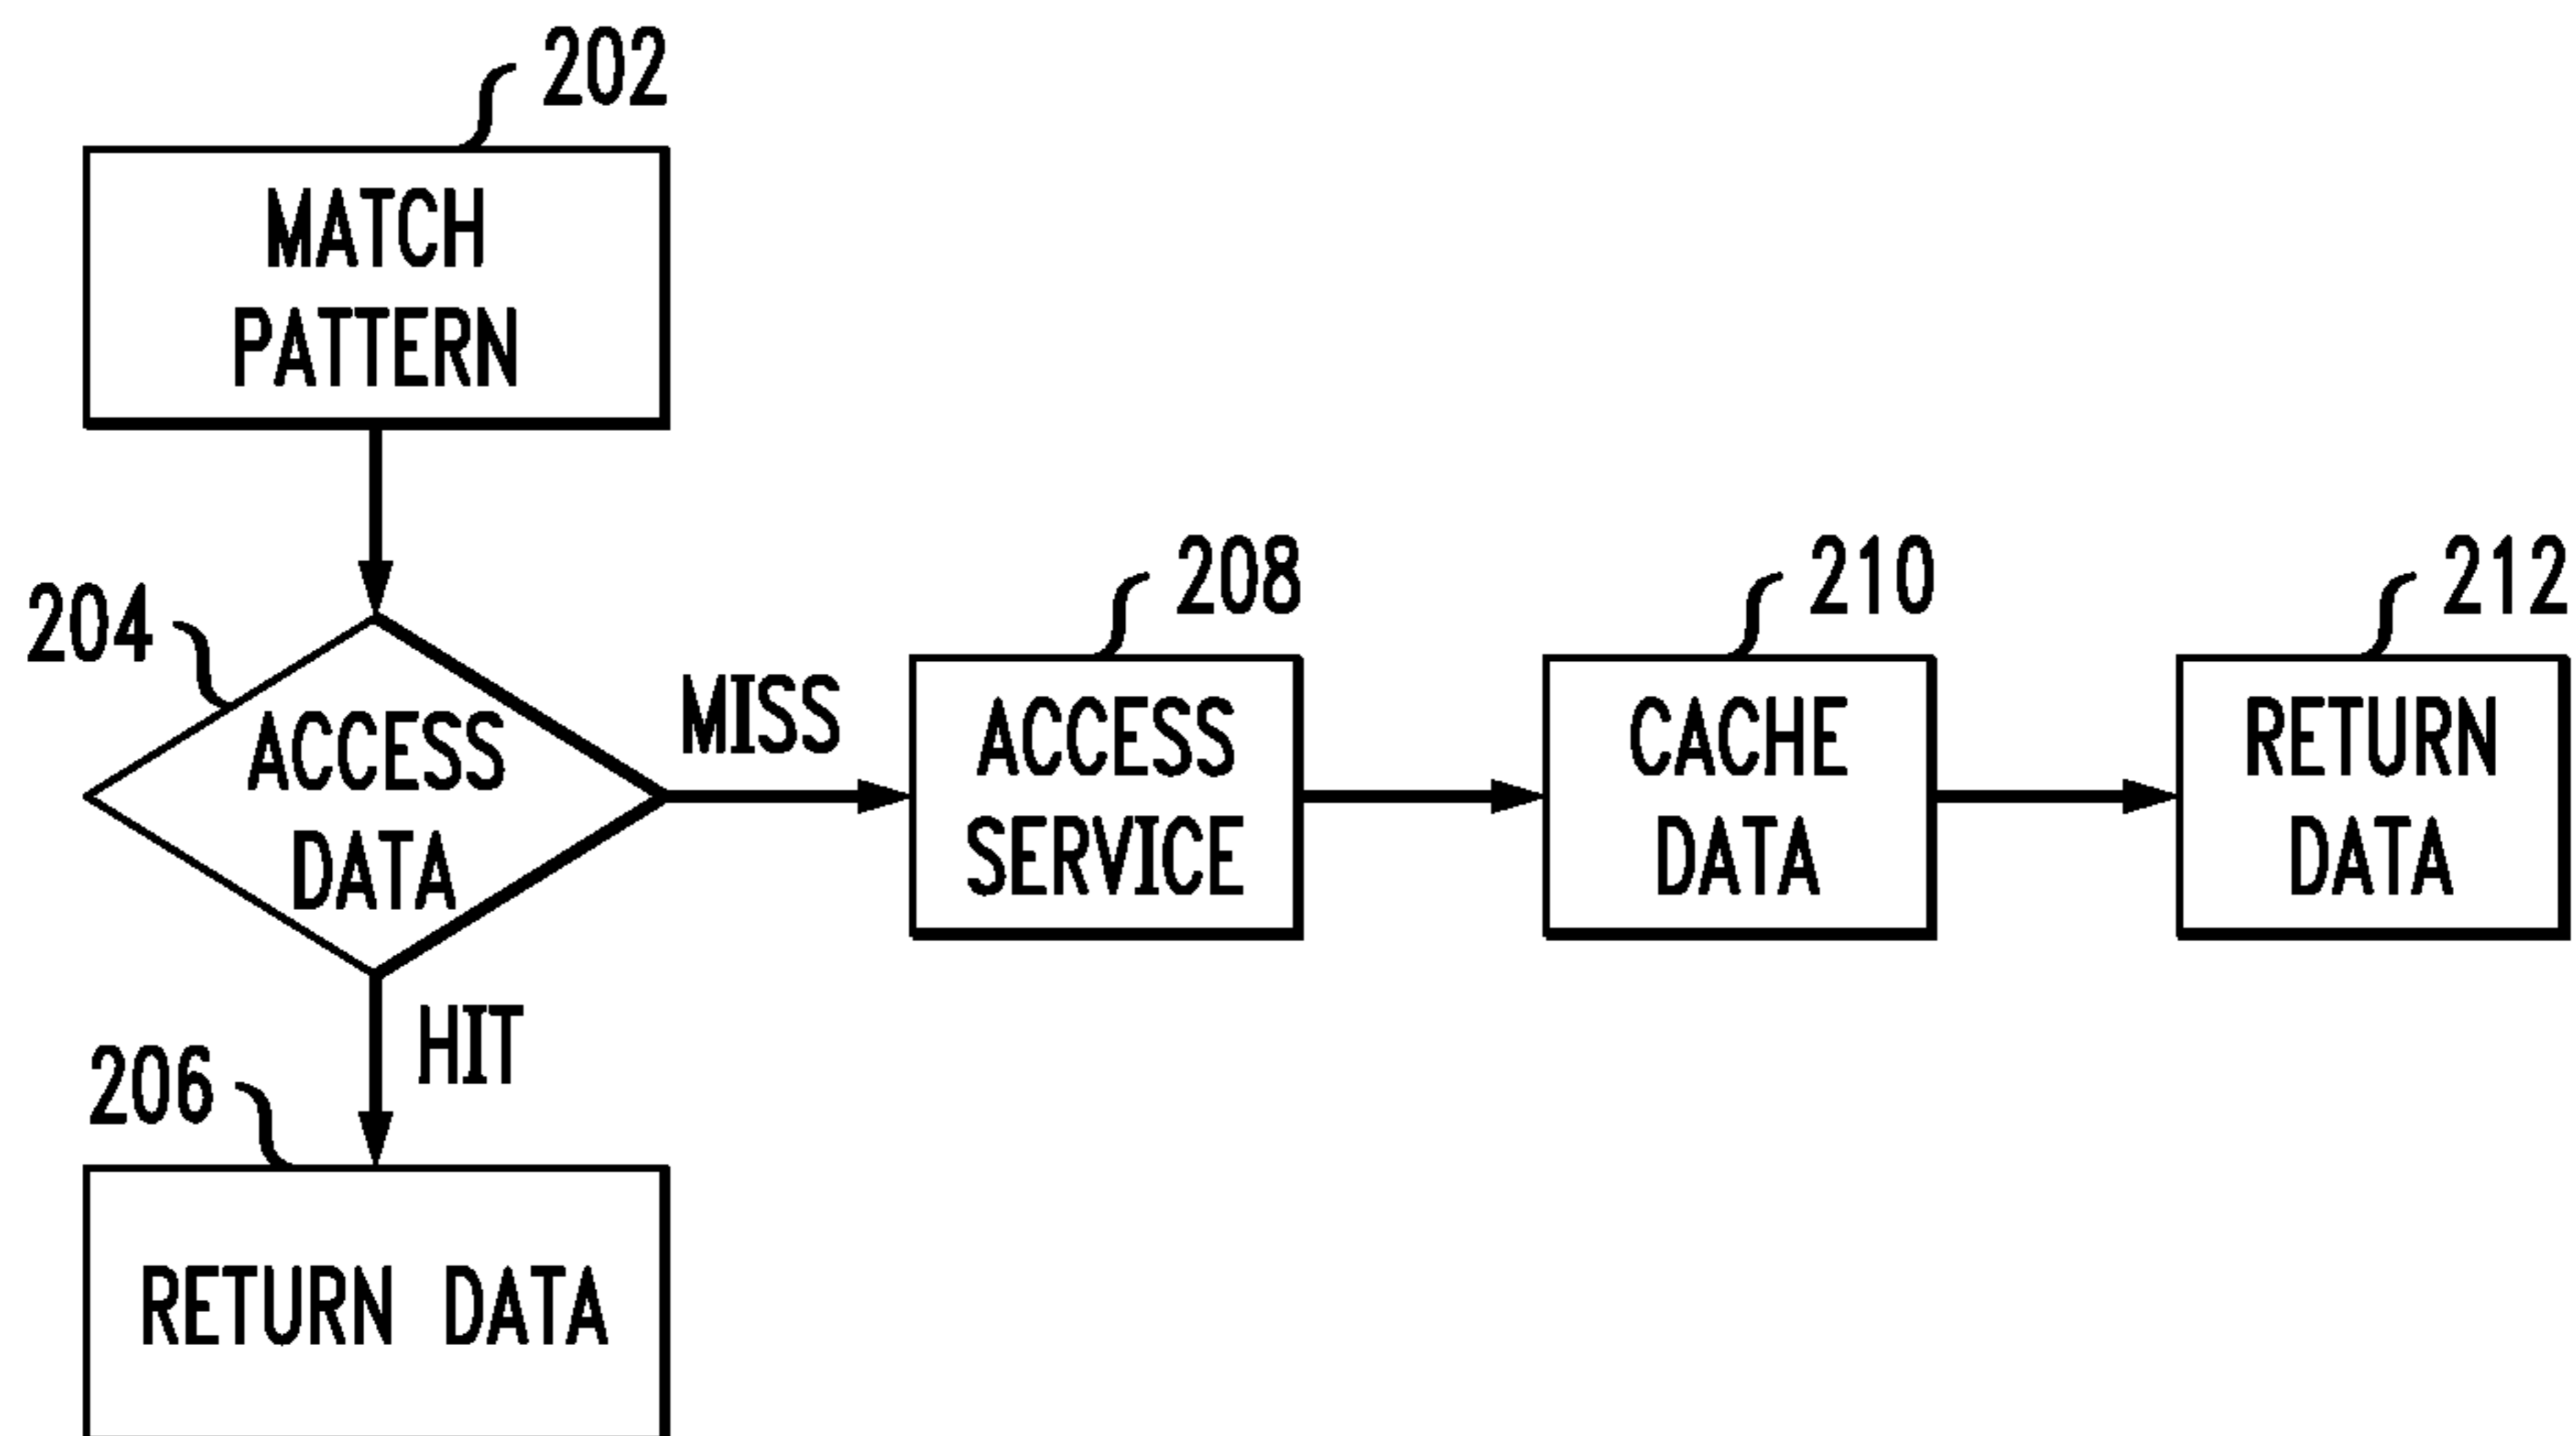 202
MATCH
PATTERN
204
ACCESS
DATA
MISS
208
ACCESS
SERVICE
210
CACHE
DATA
212
RETURN
DATA
HIT
206
RETURN DATA